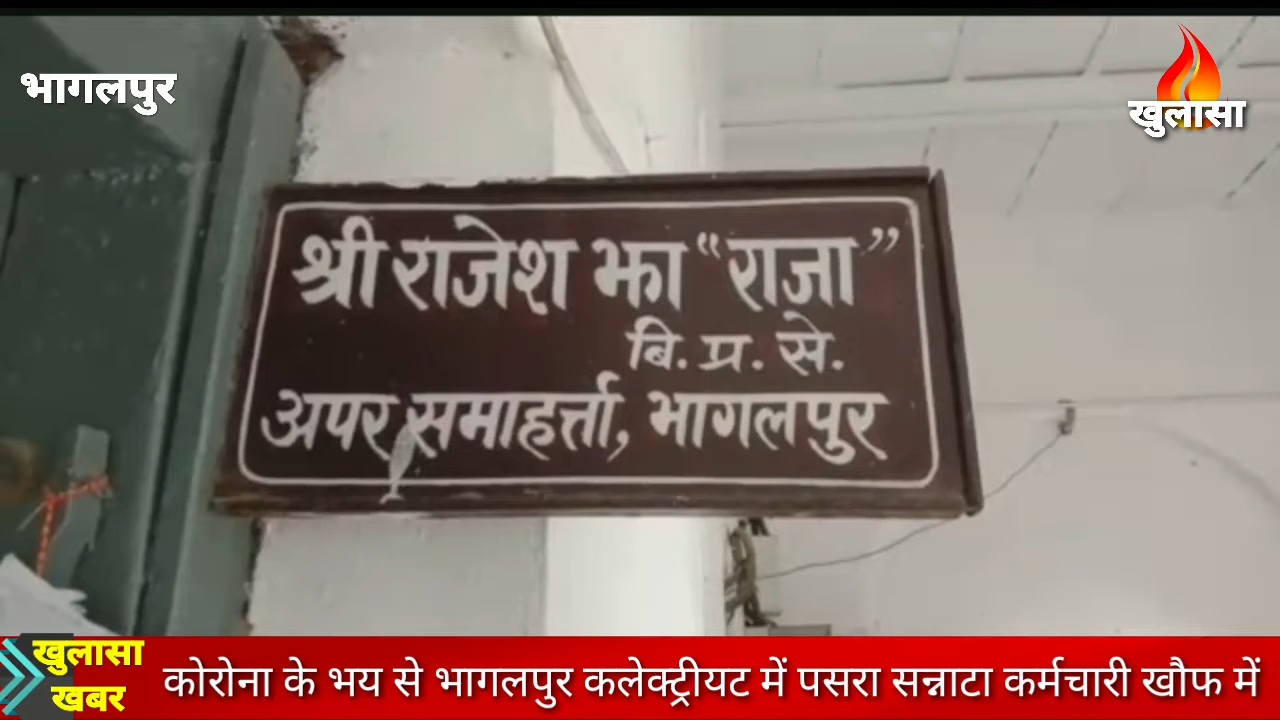 भागलपुर
खुलासा
श्री राजेश झा “राजा”
बि. प्र. से.
अपर समाहर्त्ता, भागलपुर
खुलासा
खबर
कोरोना के भय से भागलपुर कलेक्ट्रीयट में पसरा सन्नाटा कर्मचारी खौफ में